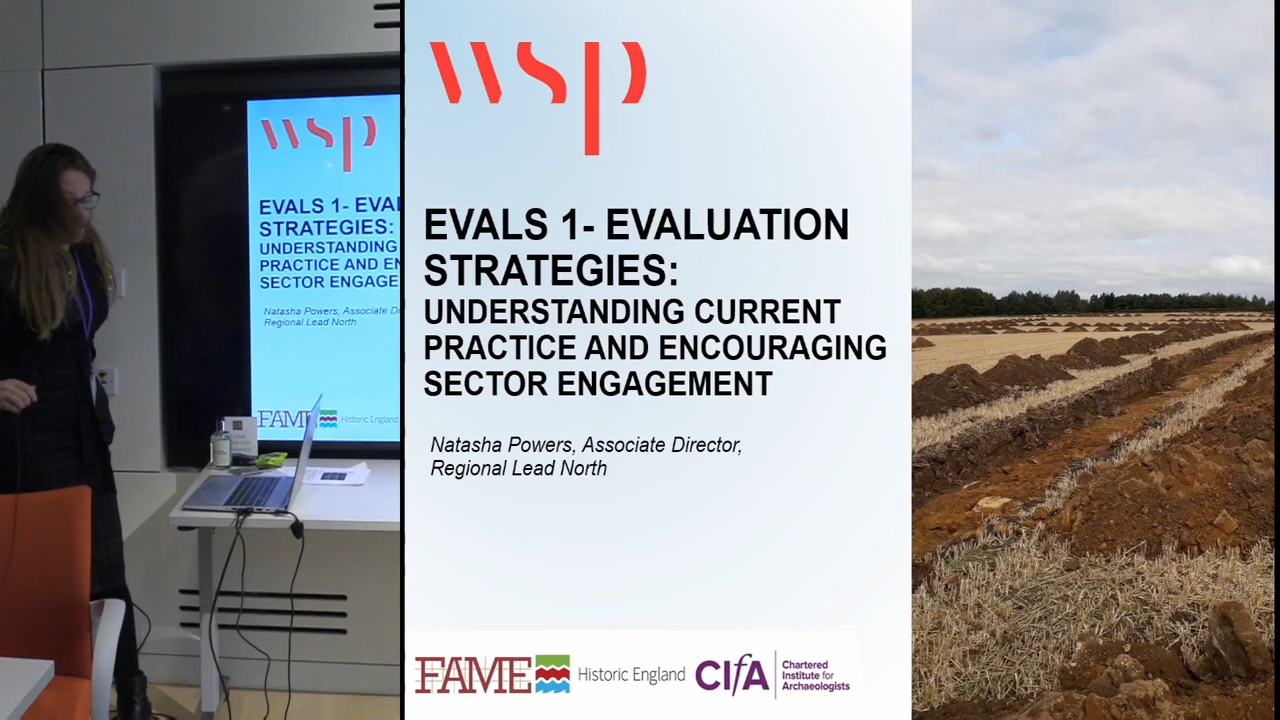 wsp
EVALS 1- EVAL
STRATEGIES:
UNDERSTANDING
PRACTICE AND EN
SECTOR ENGAGE
Natasha Powers, Associate Di
Regional Lead North
FAME
Historic England
wsp
EVALS 1- EVALUATION
STRATEGIES:
UNDERSTANDING CURRENT
PRACTICE AND ENCOURAGING
SECTOR ENGAGEMENT
Natasha Powers, Associate Director,
Regional Lead North
FAME
Historic England
CIfA
Chartered
Institute for
Archaeologists